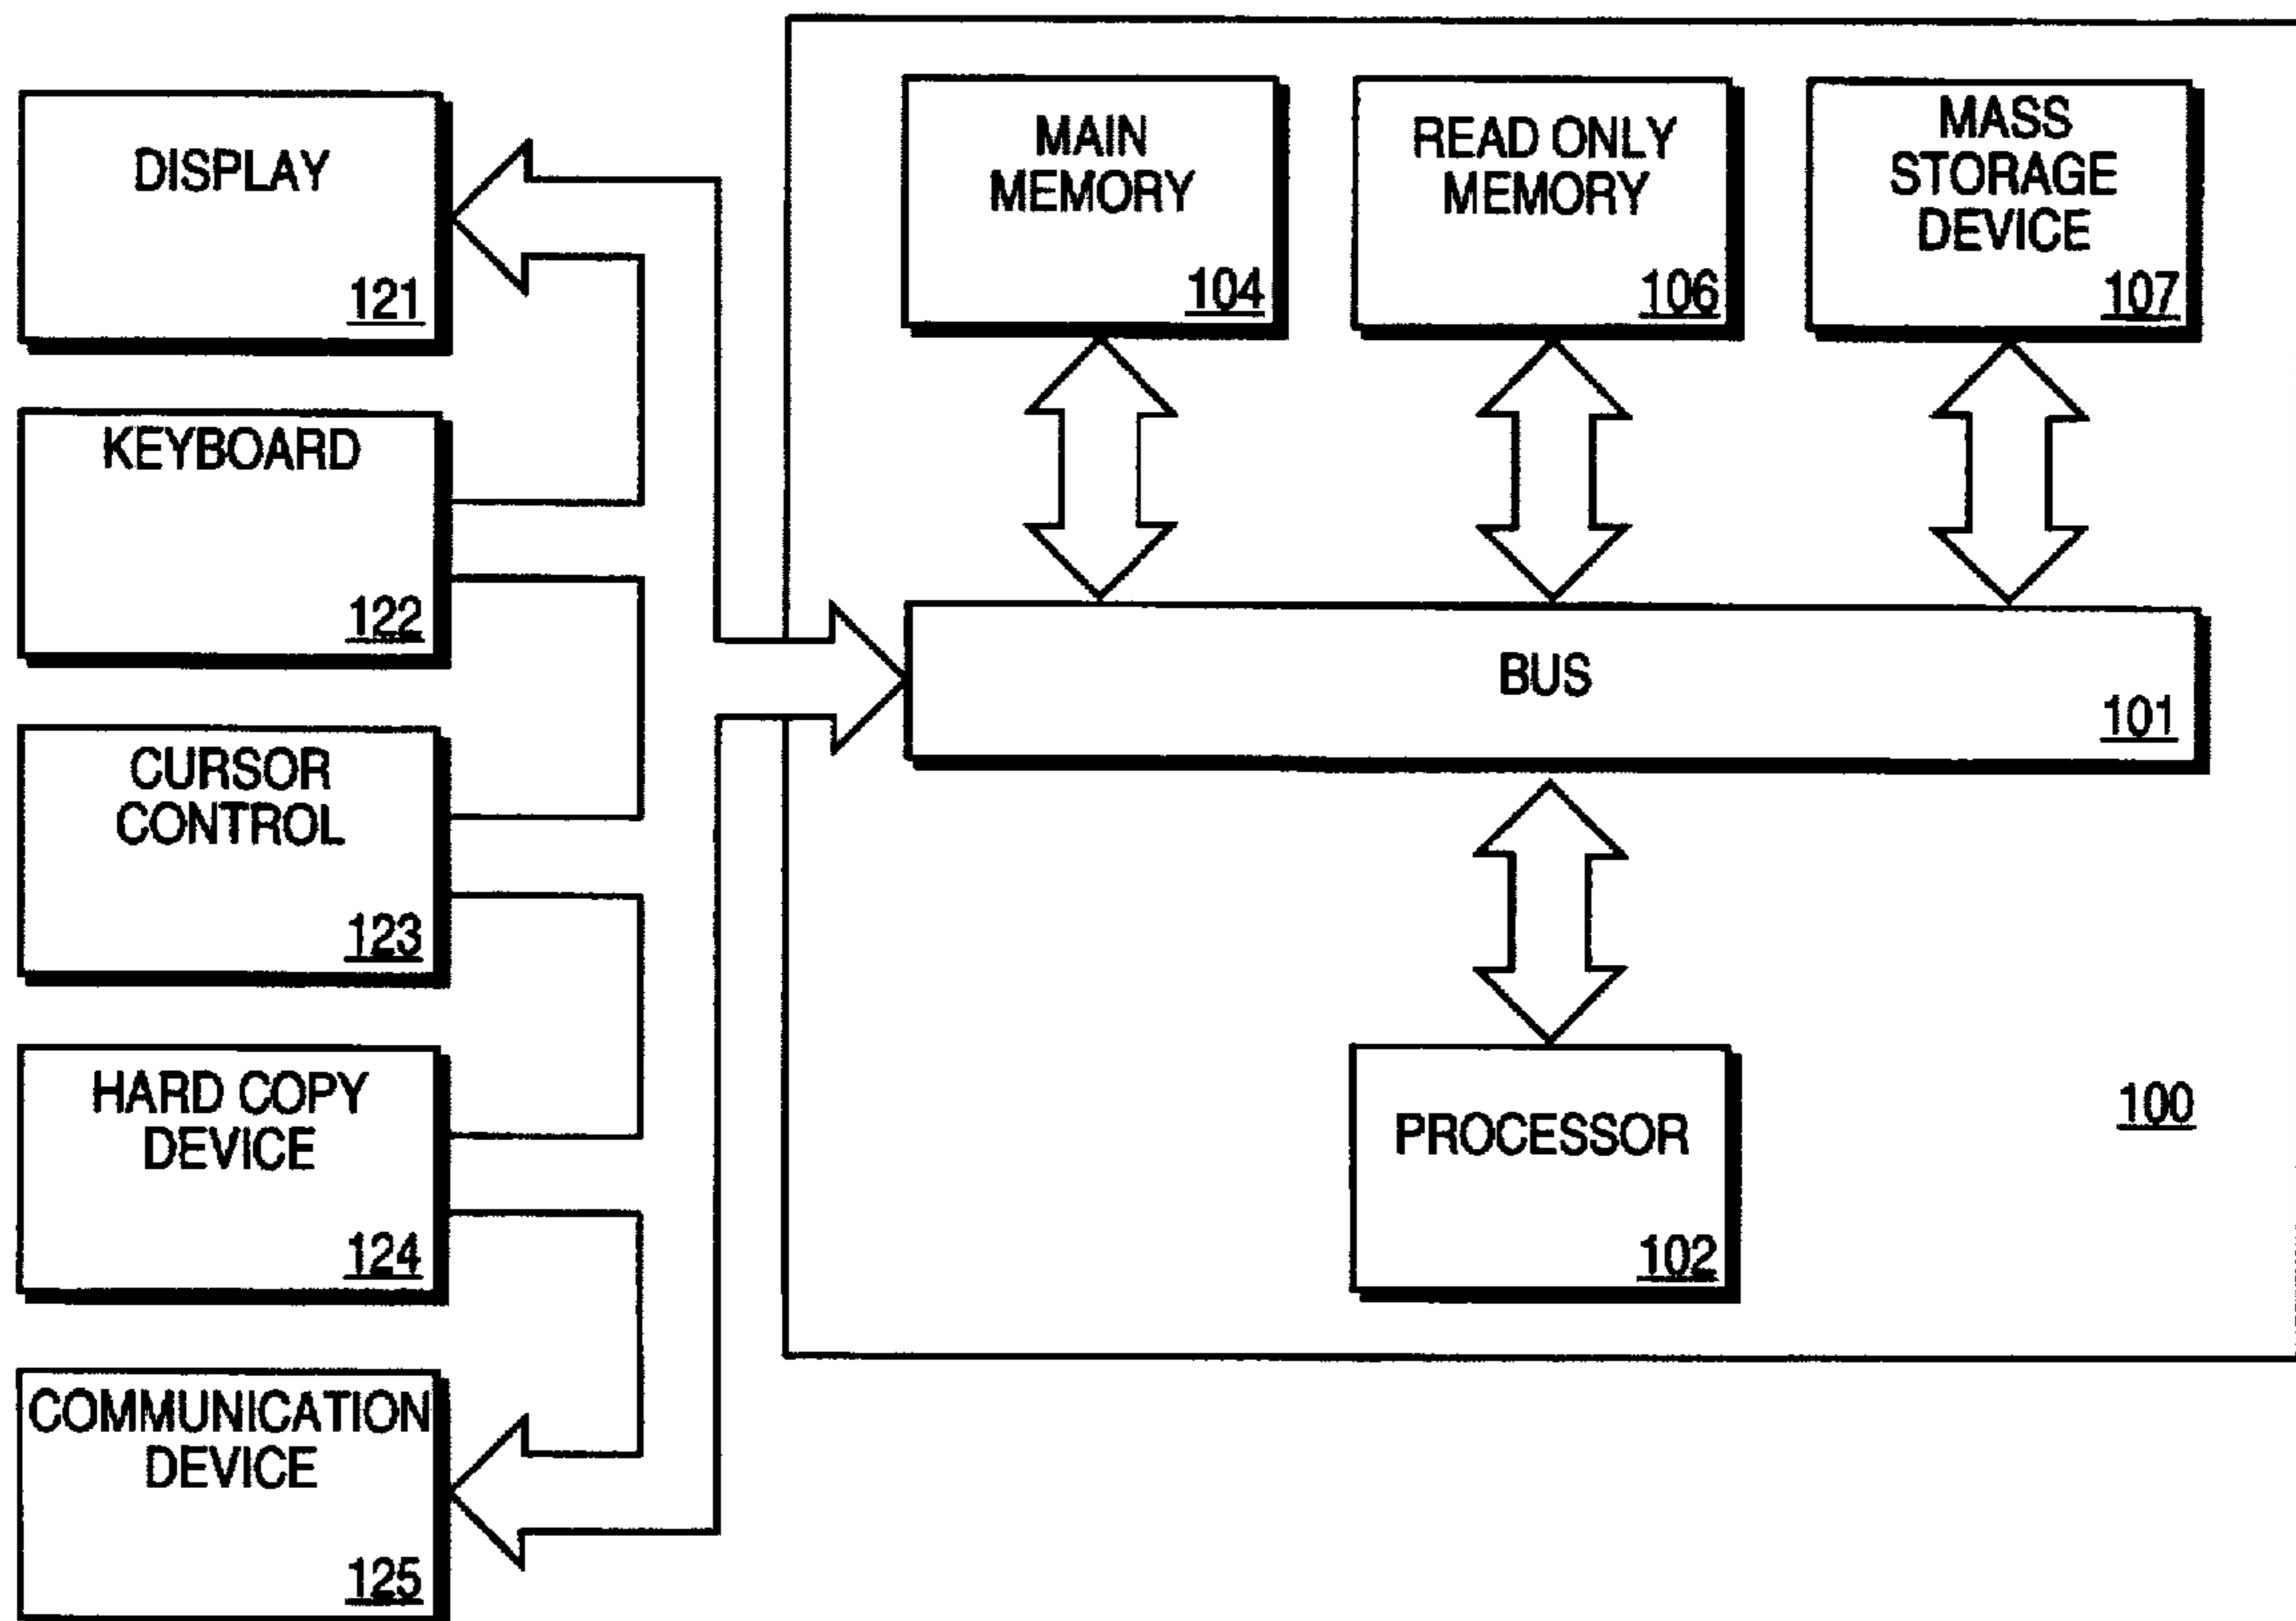 DISPLAY
121
KEYBOARD
122
CURSOR
CONTROL
123
HARD COPY
DEVICE
124
COMMUNICATION
DEVICE
125
MAIN
MEMORY
104
READ ONLY
MEMORY
106
MASS
STORAGE
DEVICE
107
BUS
101
PROCESSOR
102
100